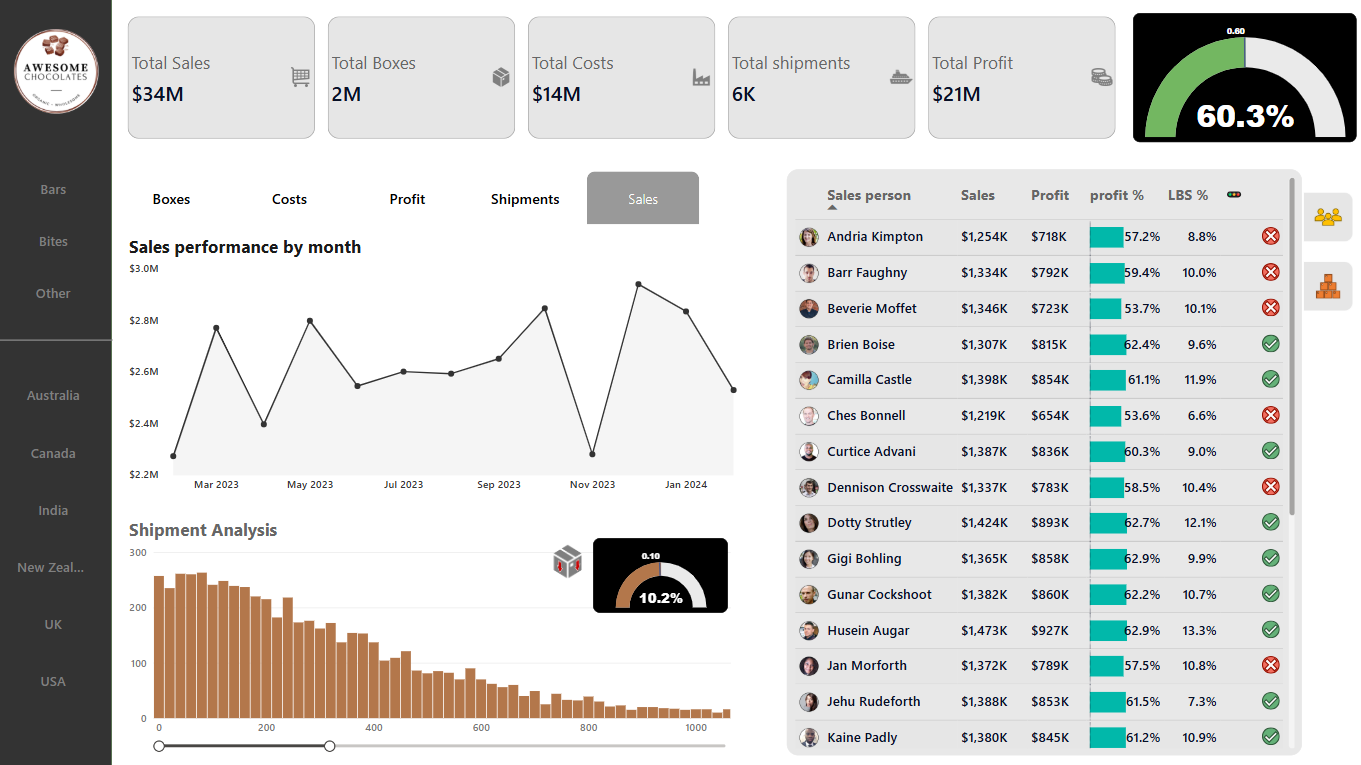 AWESOME
CHOCOLATES
Bars
Bites
Other
Australia
Canada
India
New Zeal...
UK
USA
Total Sales
$34M
Total Boxes
2M
Total Costs
$14M
Total shipments
6K
Total Profit
$21M
0.60
60.3%
Boxes Costs Profit Shipments Sales
Sales performance by month
$3.0M
$2.8M
$2.6M
$2.4M
$2.2M
Mar 2023 May 2023 Jul 2023 Sep 2023 Nov 2023 Jan 2024
Shipment Analysis
300
200
100
0
0 200 400 600 800 1000
0.10
10.2%
Sales person Sales Profit profit % LBS %
Andria Kimpton $1,254K $718K 57.2% 8.8%
Barr Faughny $1,334K $792K 59.4% 10.0%
Beverie Moffet $1,346K $723K 53.7% 10.1%
Brien Boise $1,307K $815K 62.4% 9.6%
Camilla Castle $1,398K $854K 61.1% 11.9%
Ches Bonnell $1,219K $654K 53.6% 6.6%
Curtice Advani $1,387K $836K 60.3% 9.0%
Dennison Crosswaite $1,337K $783K 58.5% 10.4%
Dotty Strutley $1,424K $893K 62.7% 12.1%
Gigi Bohling $1,365K $858K 62.9% 9.9%
Gunar Cockshoot $1,382K $860K 62.2% 10.7%
Husein Augar $1,473K $927K 62.9% 13.3%
Jan Morforth $1,372K $789K 57.5% 10.8%
Jehu Rudeforth $1,388K $853K 61.5% 7.3%
Kaine Padly $1,380K $845K 61.2% 10.9%